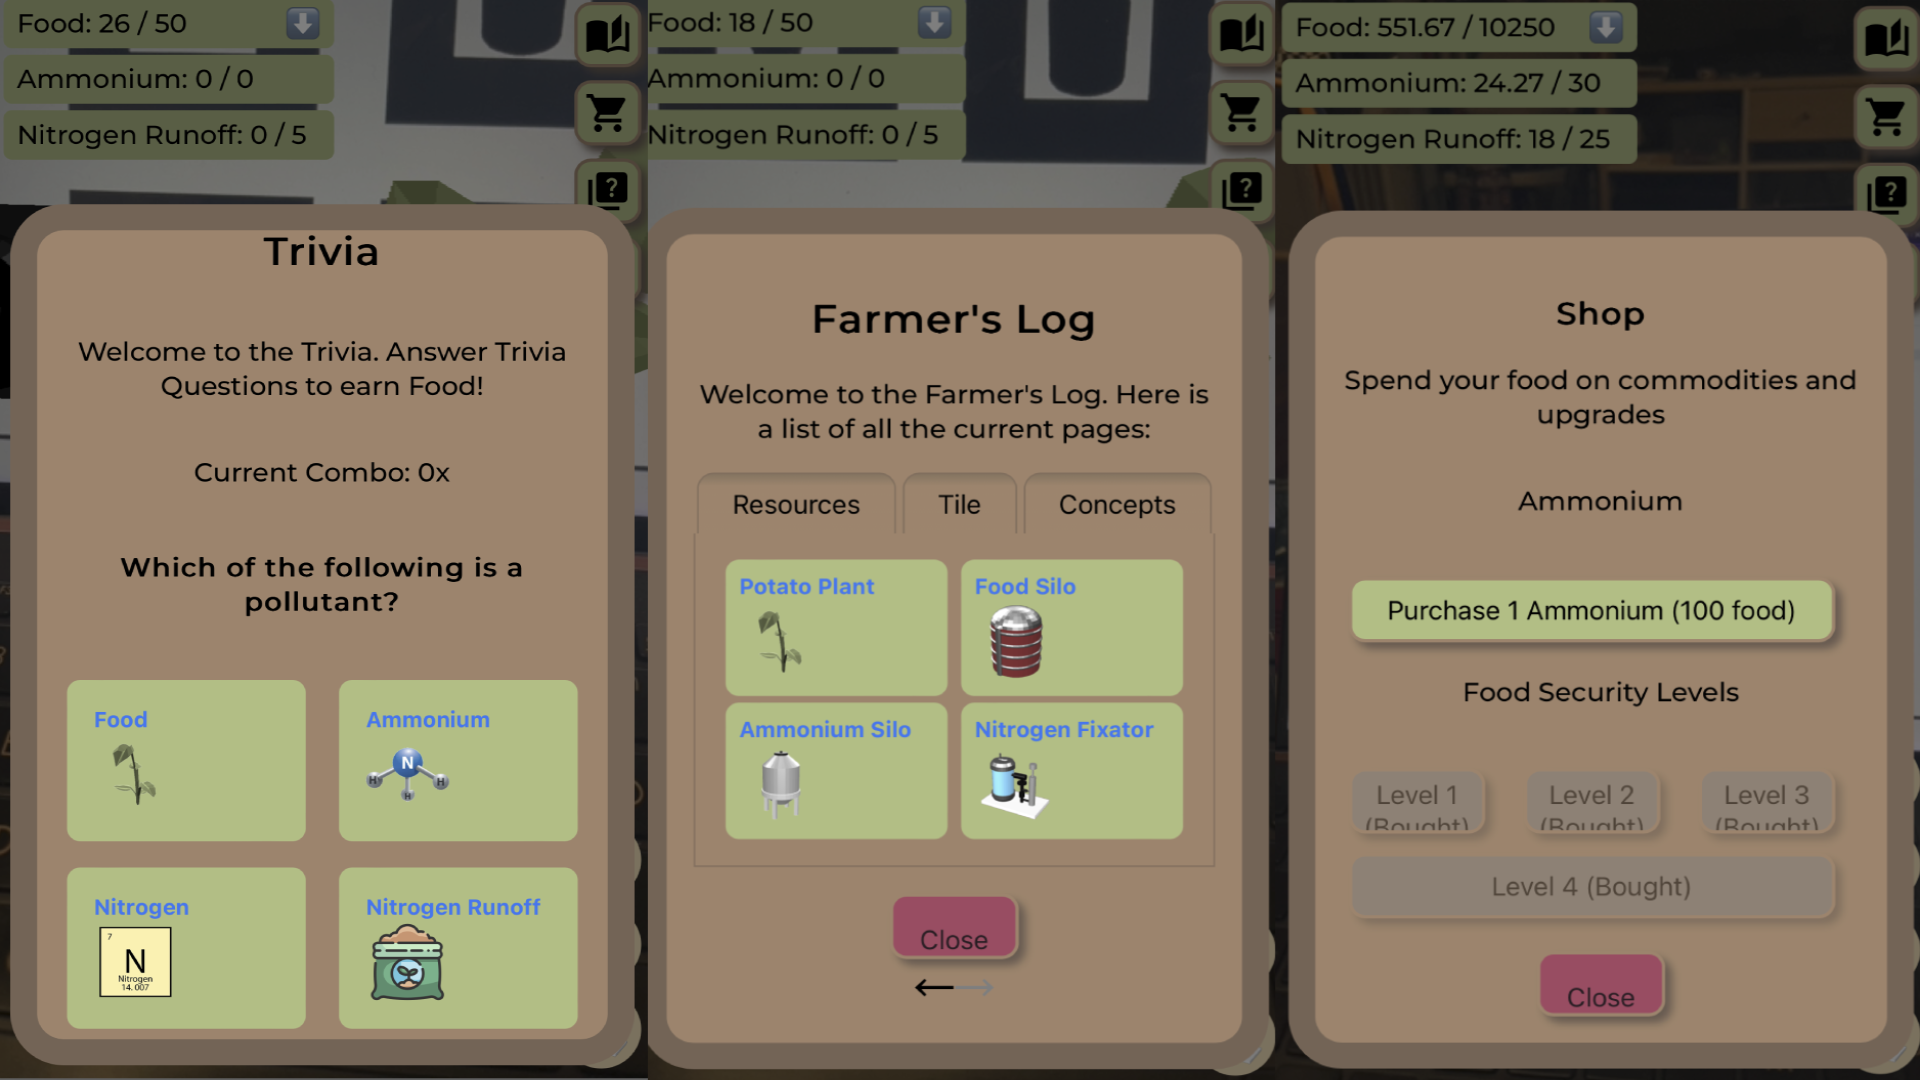 Food: 26 / 50
Ammonium: 0 / 0
Nitrogen Runoff: 0 / 5
?
Trivia
Welcome to the Trivia. Answer Trivia
Questions to earn Food!
Current Combo: 0x
Which of the following is a
pollutant?
Food
Ammonium
N
H
H
H
Nitrogen
7
N
Nitrogen
14.007
Nitrogen Runoff
Food: 18 / 50
Ammonium: 0 / 0
Nitrogen Runoff: 0 / 5
?
Farmer's Log
Welcome to the Farmer's Log. Here is
a list of all the current pages:
Resources
Tile
Concepts
Potato Plant
Food Silo
Ammonium Silo
Nitrogen Fixator
Close
Food: 551.67 / 10250
Ammonium: 24.27 / 30
Nitrogen Runoff: 18 / 25
?
Shop
Spend your food on commodities and
upgrades
Ammonium
Purchase 1 Ammonium (100 food)
Food Security Levels
Level 1
(Bought)
Level 2
(Bought)
Level 3
(Bought)
Level 4 (Bought)
Close